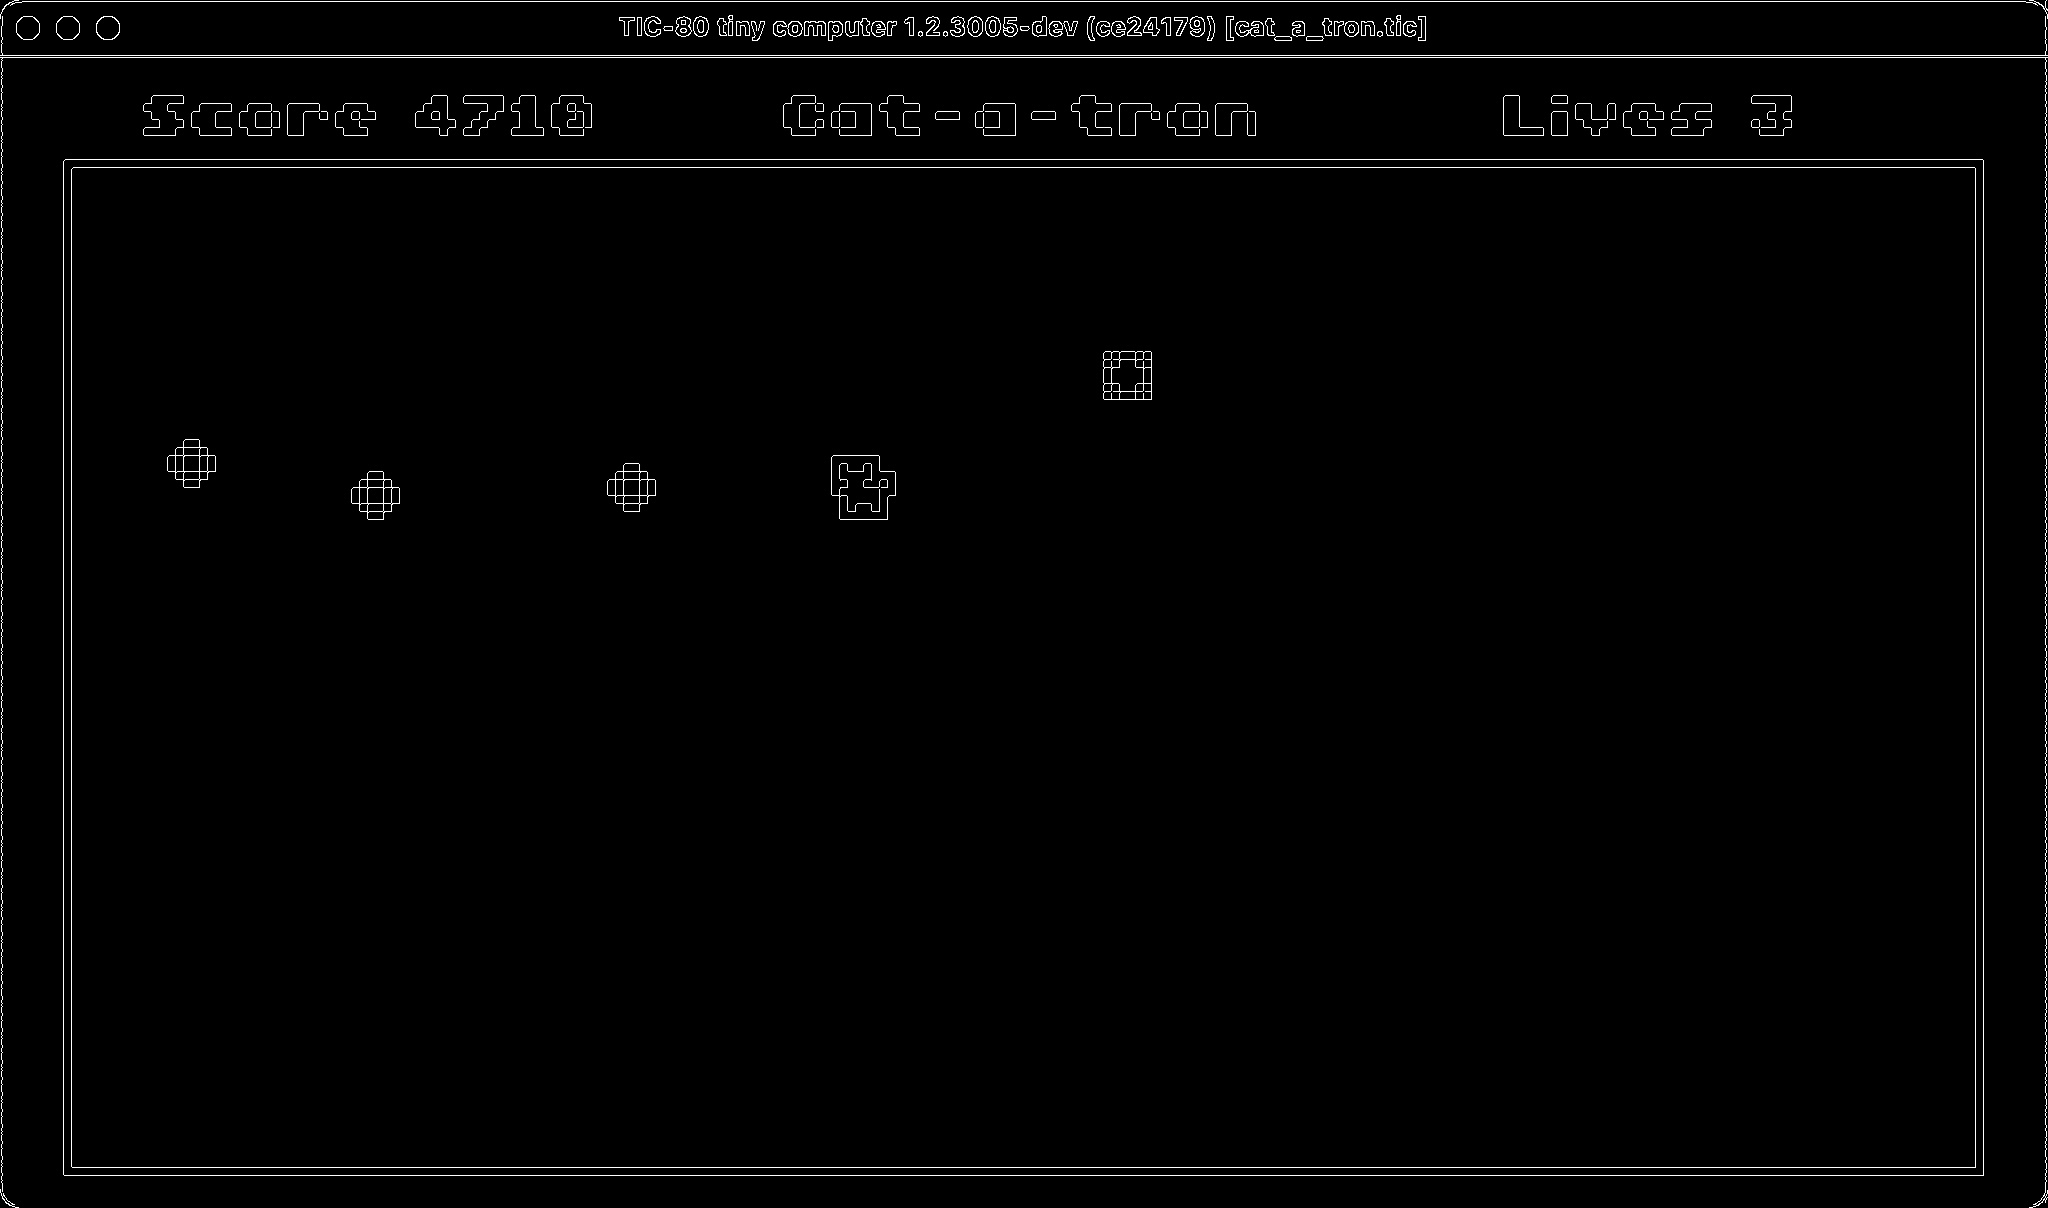 TIC-80 tiny computer 1.2.3005-dev (ce24179) [cat_a_tron.tic]
Score 4710 Cat-a-tron Lives 3